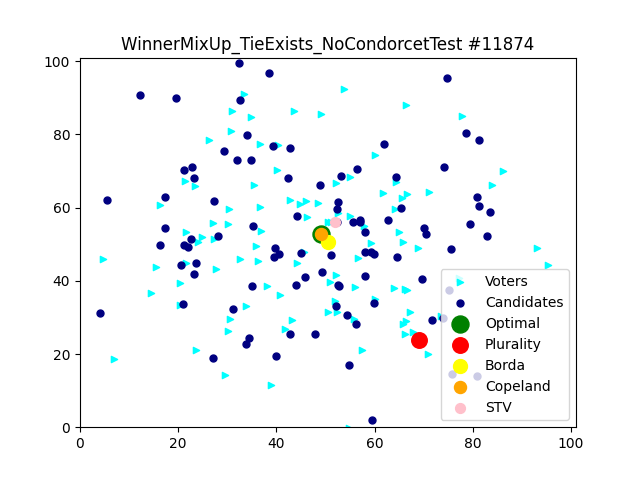 WinnerMixUp_TieExists_NoCondorcetTest #11874
100
80
60
40
20
0
0 20 40 60 80 100
Voters
Candidates
Optimal
Plurality
Borda
Copeland
STV